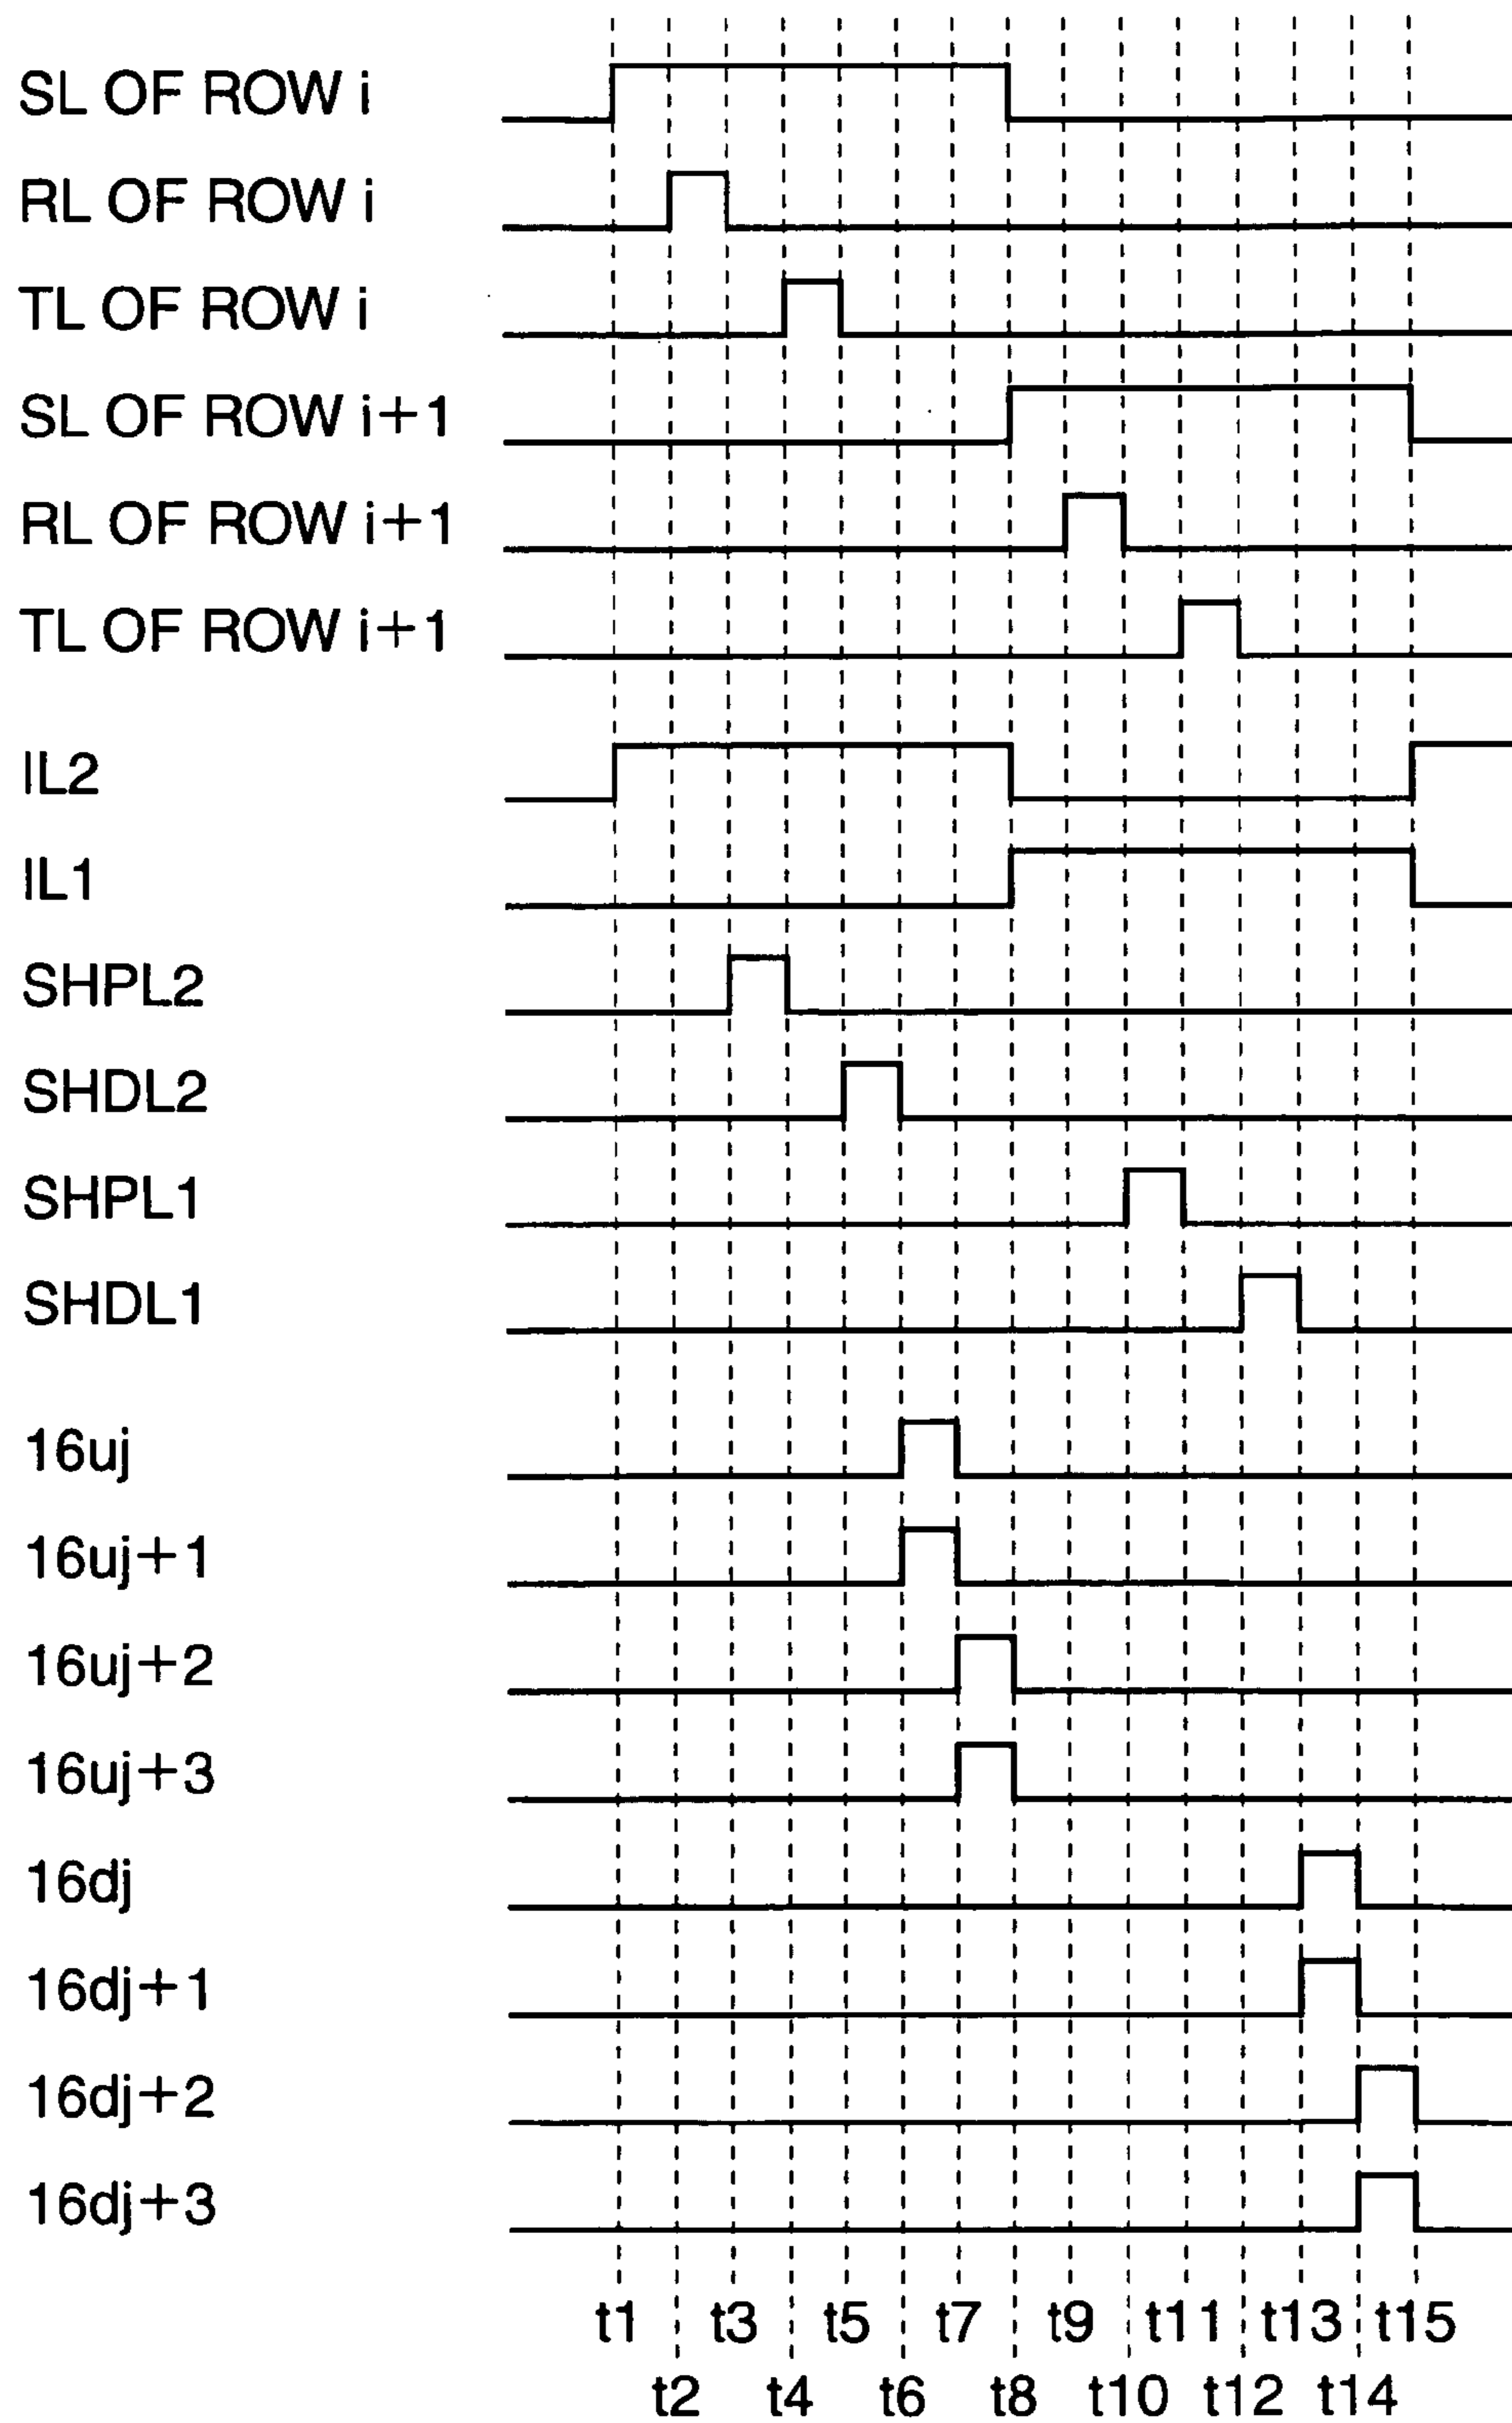 SL OF ROW i
RL OF ROW i
TL OF ROW i
SL OF ROW i+1
RL OF ROW i+1
TL OF ROW i+1
IL2
IL1
SHPL2
SHDL2
SHPL1
SHDL1
16uj
16uj+1
16uj+2
16uj+3
16dj
16dj+1
16dj+2
16dj+3
t1 t3 t5 t7 t9 t11 t13 t15
t2 t4 t6 t8 t10 t12 t14